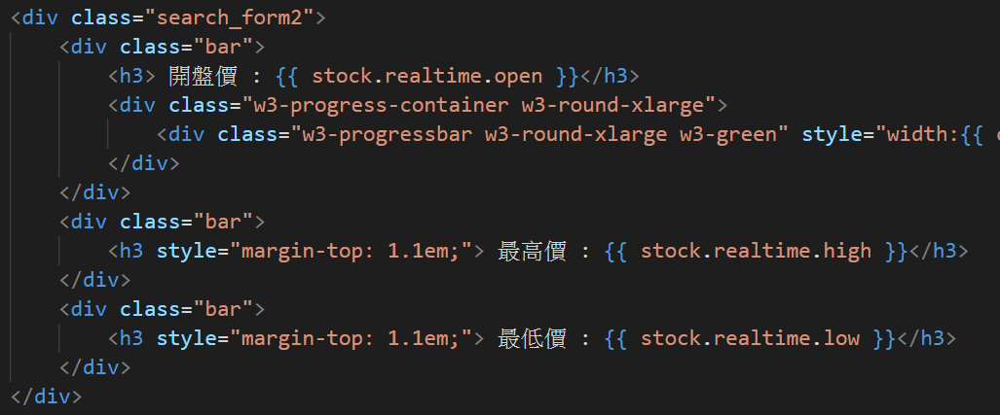 <div class="search_form2">
<div class="bar">
<h3> 開盤價 : {{ stock.realtime.open }}</h3>
<div class="w3-progress-container w3-round-xlarge">
<div class="w3-progressbar w3-round-xlarge w3-green" style="width:{{
</div>
</div>
<div class="bar">
<h3 style="margin-top: 1.1em;"> 最高價 : {{ stock.realtime.high }}</h3>
</div>
<div class="bar">
<h3 style="margin-top: 1.1em;"> 最低價 : {{ stock.realtime.low }}</h3>
</div>
</div>